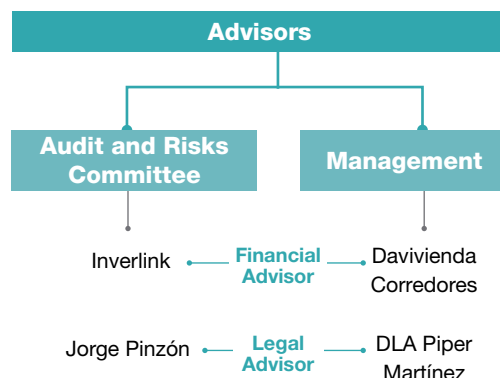 Advisors
Audit and Risks
Committee
Management
Inverlink
Financial
Advisor
Davivienda
Corredores
Jorge Pinzón
Legal
Advisor
DLA Piper
Martínez